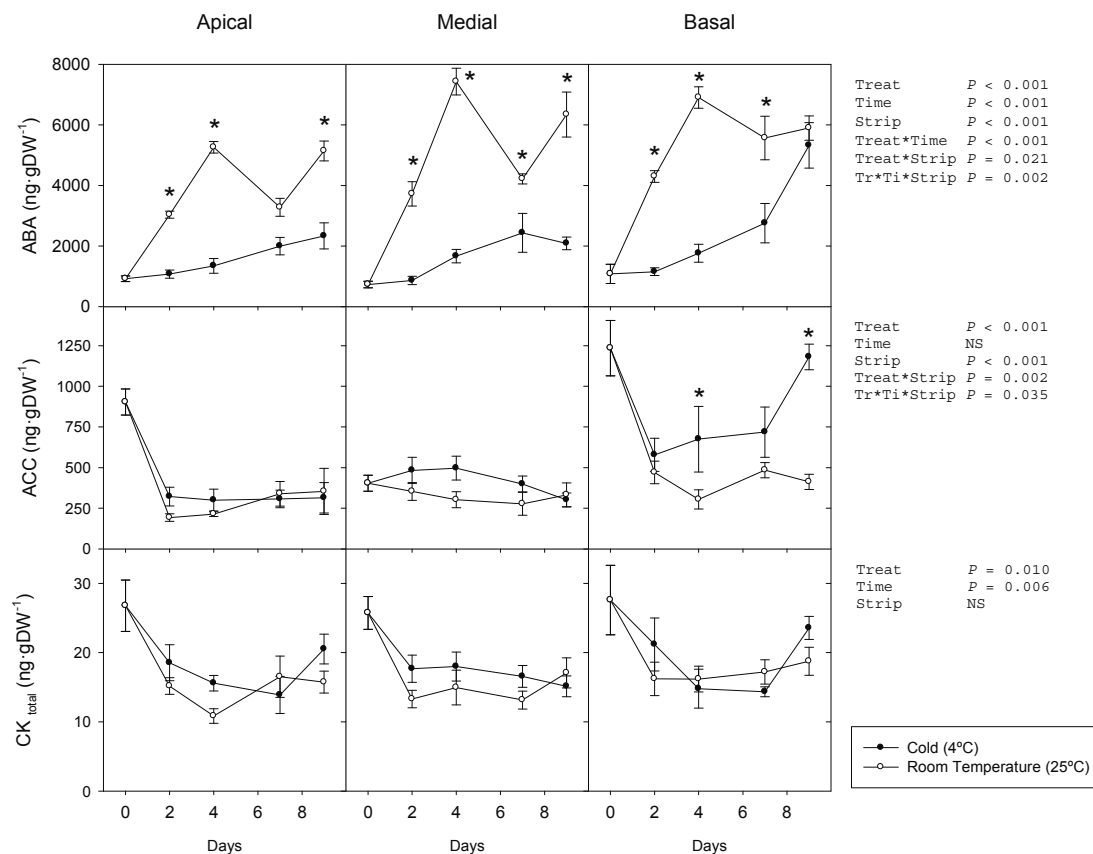 Apical Medial Basal
8000
6000
4000
2000
0
ABA (ng·gDW⁻¹)
* * *
* * * *
* * *
Treat P < 0.001
Time P < 0.001
Strip P < 0.001
Treat*Time P < 0.001
Treat*Strip P = 0.021
Tr*Ti*Strip P = 0.002
1250
1000
750
500
250
0
ACC (ng·gDW⁻¹)
* *
Treat P < 0.001
Time NS
Strip P < 0.001
Treat*Strip P = 0.002
Tr*Ti*Strip P = 0.035
30
20
10
0
CK total (ng·gDW⁻¹)
Treat P = 0.010
Time P = 0.006
Strip NS
Cold (4ºC)
Room Temperature (25ºC)
0 2 4 6 8 0 2 4 6 8 0 2 4 6 8
Days Days Days